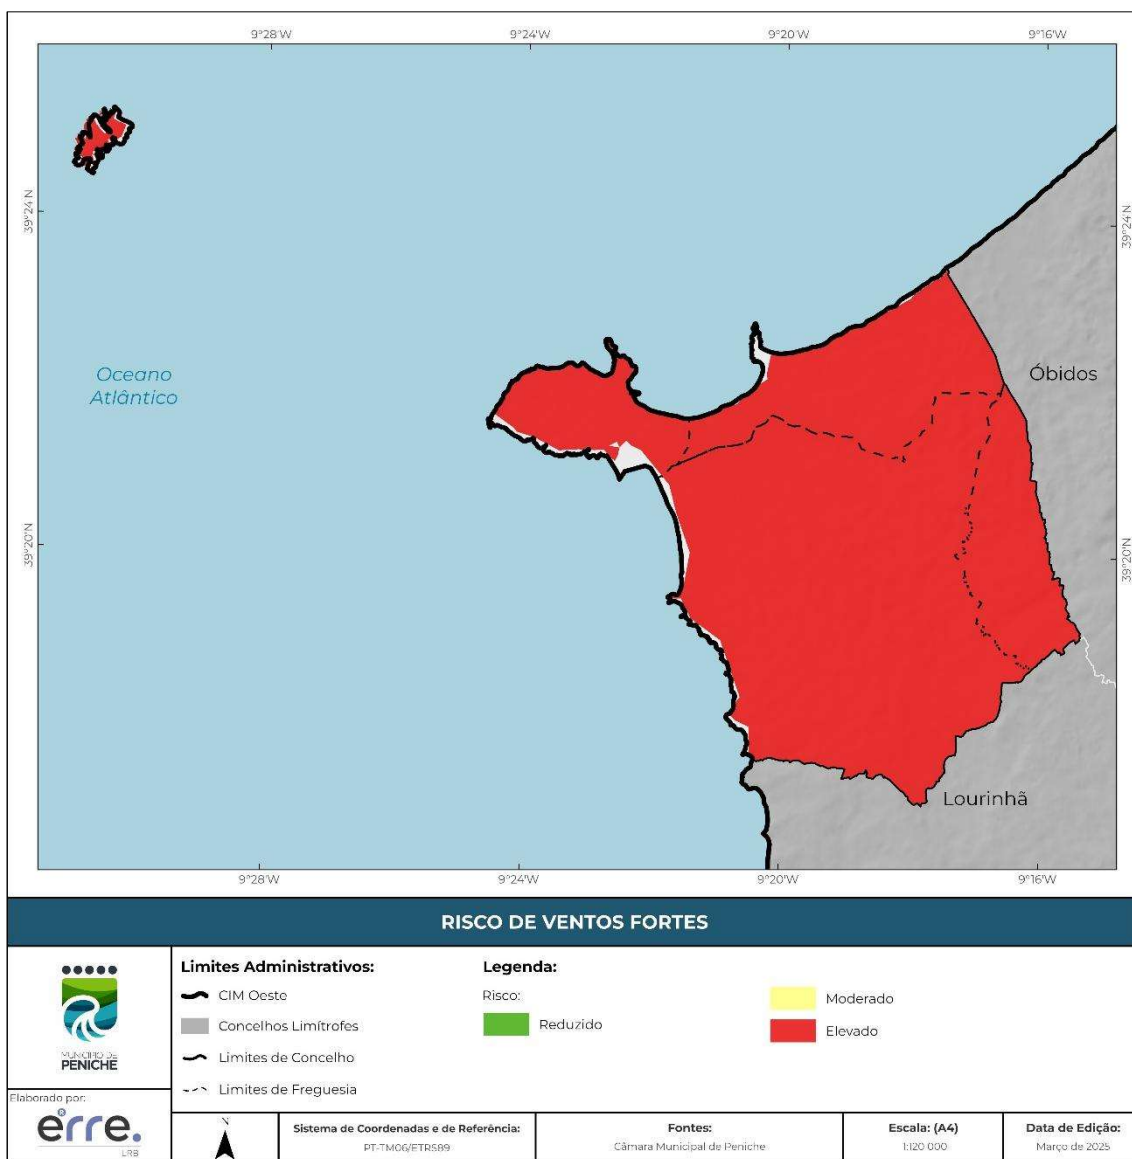 9°28'W
9°24'W
9°20'W
9°16'W
39°24'N
39°24'N
Oceano
Atlântico
Óbidos
39°20'N
39°20'N
Lourinhã
9°28'W
9°24'W
9°20'W
9°16'W
RISCO DE VENTOS FORTES
MUNICÍPIO DE
PENICHE
Elaborado por:
ërre.
LRB
Limites Administrativos:
CIM Oeste
Concelhos Limítrofes
Limites de Concelho
Limites de Freguesia
Legenda:
Risco:
Reduzido
Moderado
Elevado
N
Sistema de Coordenadas e de Referência:
PT-TM06/ETRS89
Fontes:
Câmara Municipal de Peniche
Escala: (A4)
1:120 000
Data de Edição:
Março de 2025